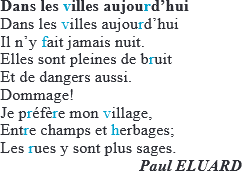 Dans les villes aujourd’hui
Dans les villes aujourd’hui
Il n’y fait jamais nuit.
Elles sont pleines de bruit
Et de dangers aussi.
Dommage!
Je préfère mon village,
Entre champs et herbages;
Les rues y sont plus sages.
Paul ELUARD